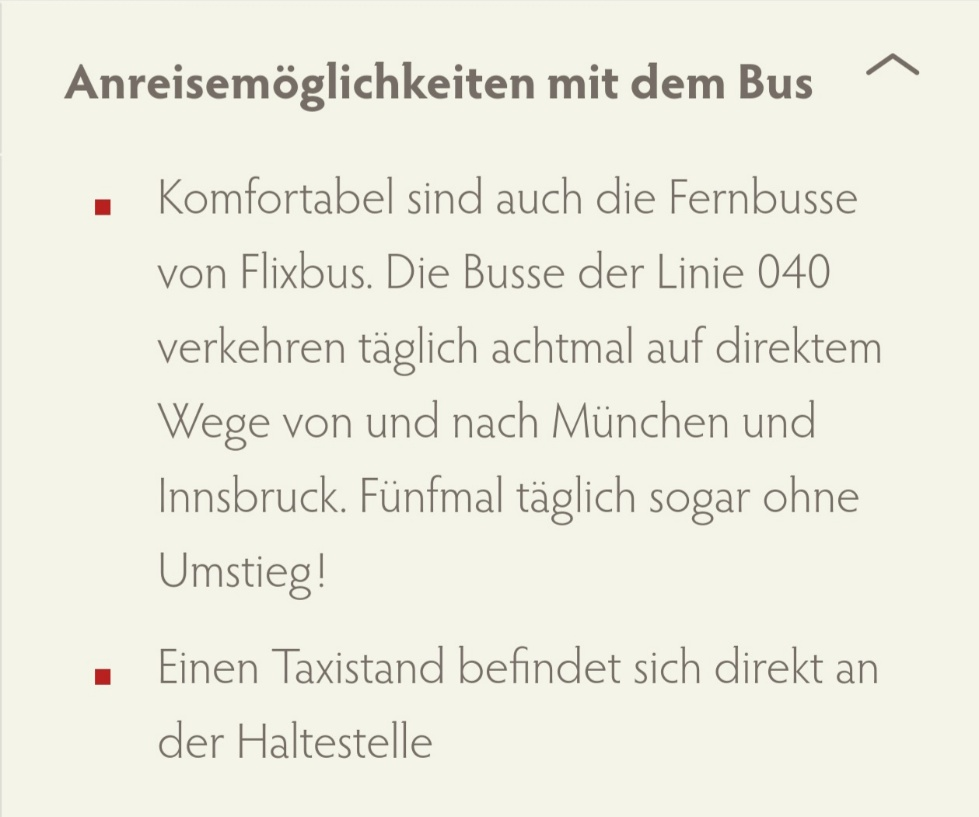 Anreisemöglichkeiten mit dem Bus
Komfortabel sind auch die Fernbusse
von Flixbus. Die Busse der Linie 040
verkehren täglich achtmal auf direktem
Wege von und nach München und
Innsbruck. Fünfmal täglich sogar ohne
Umstieg!
Einen Taxistand befindet sich direkt an
der Haltestelle